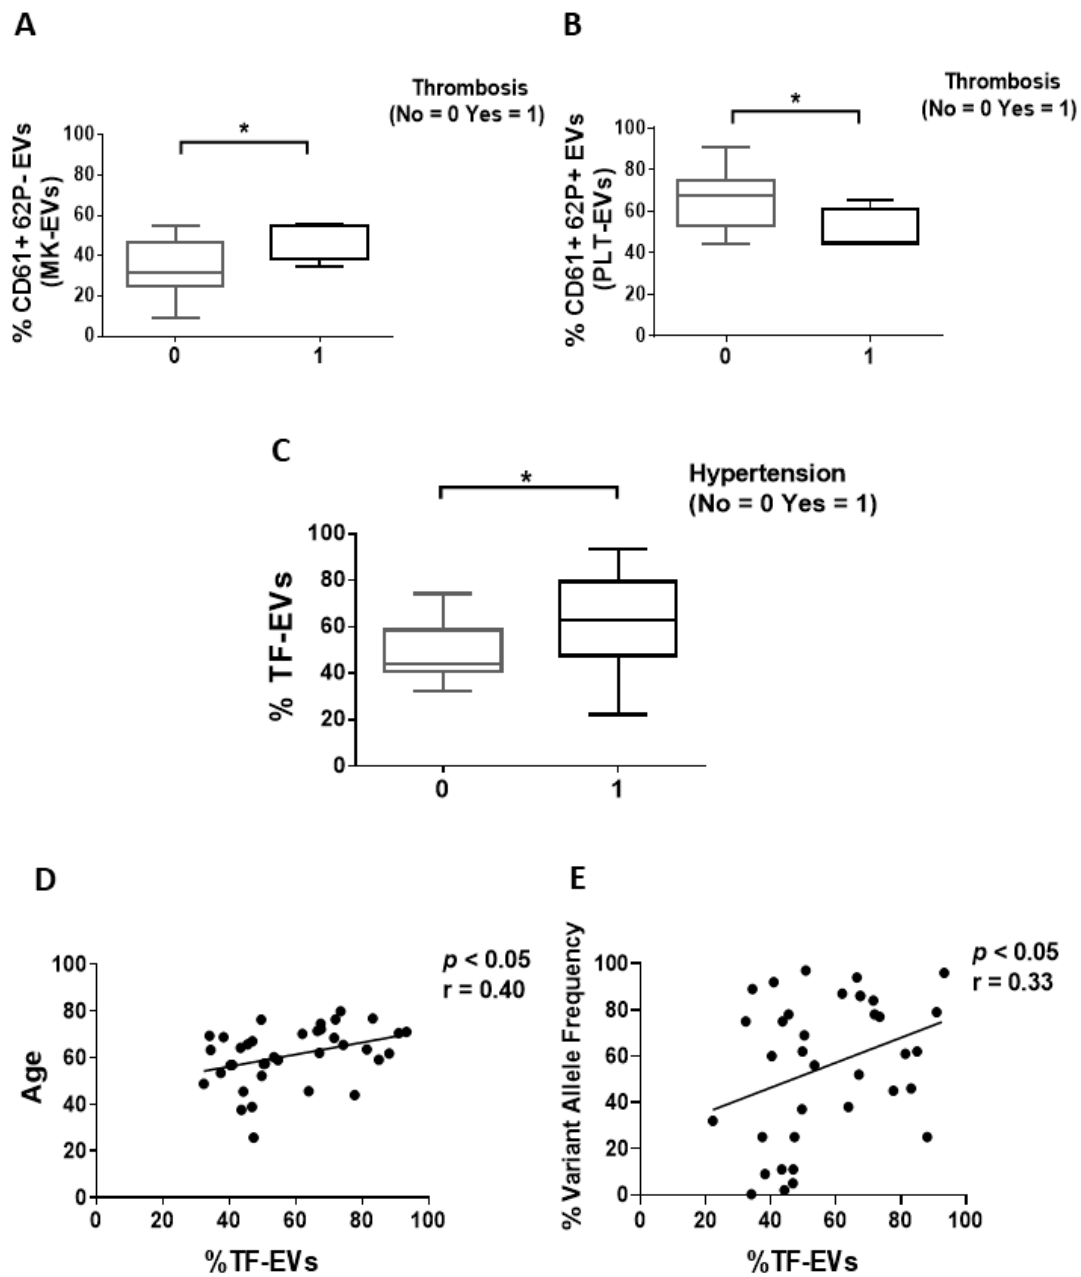 A
Thrombosis
(No = 0 Yes = 1)
*
% CD61+ 62P- EVs
(MK-EVs)
100
80
60
40
20
0
0 1
B
Thrombosis
(No = 0 Yes = 1)
*
% CD61+ 62P+ EVs
(PLT-EVs)
100
80
60
40
20
0
0 1
C
Hypertension
(No = 0 Yes = 1)
*
% TF-EVs
100
80
60
40
20
0
0 1
D
p < 0.05
r = 0.40
Age
100
80
60
40
20
0
0 20 40 60 80 100
%TF-EVs
E
p < 0.05
r = 0.33
% Variant Allele Frequency
100
80
60
40
20
0
0 20 40 60 80 100
%TF-EVs